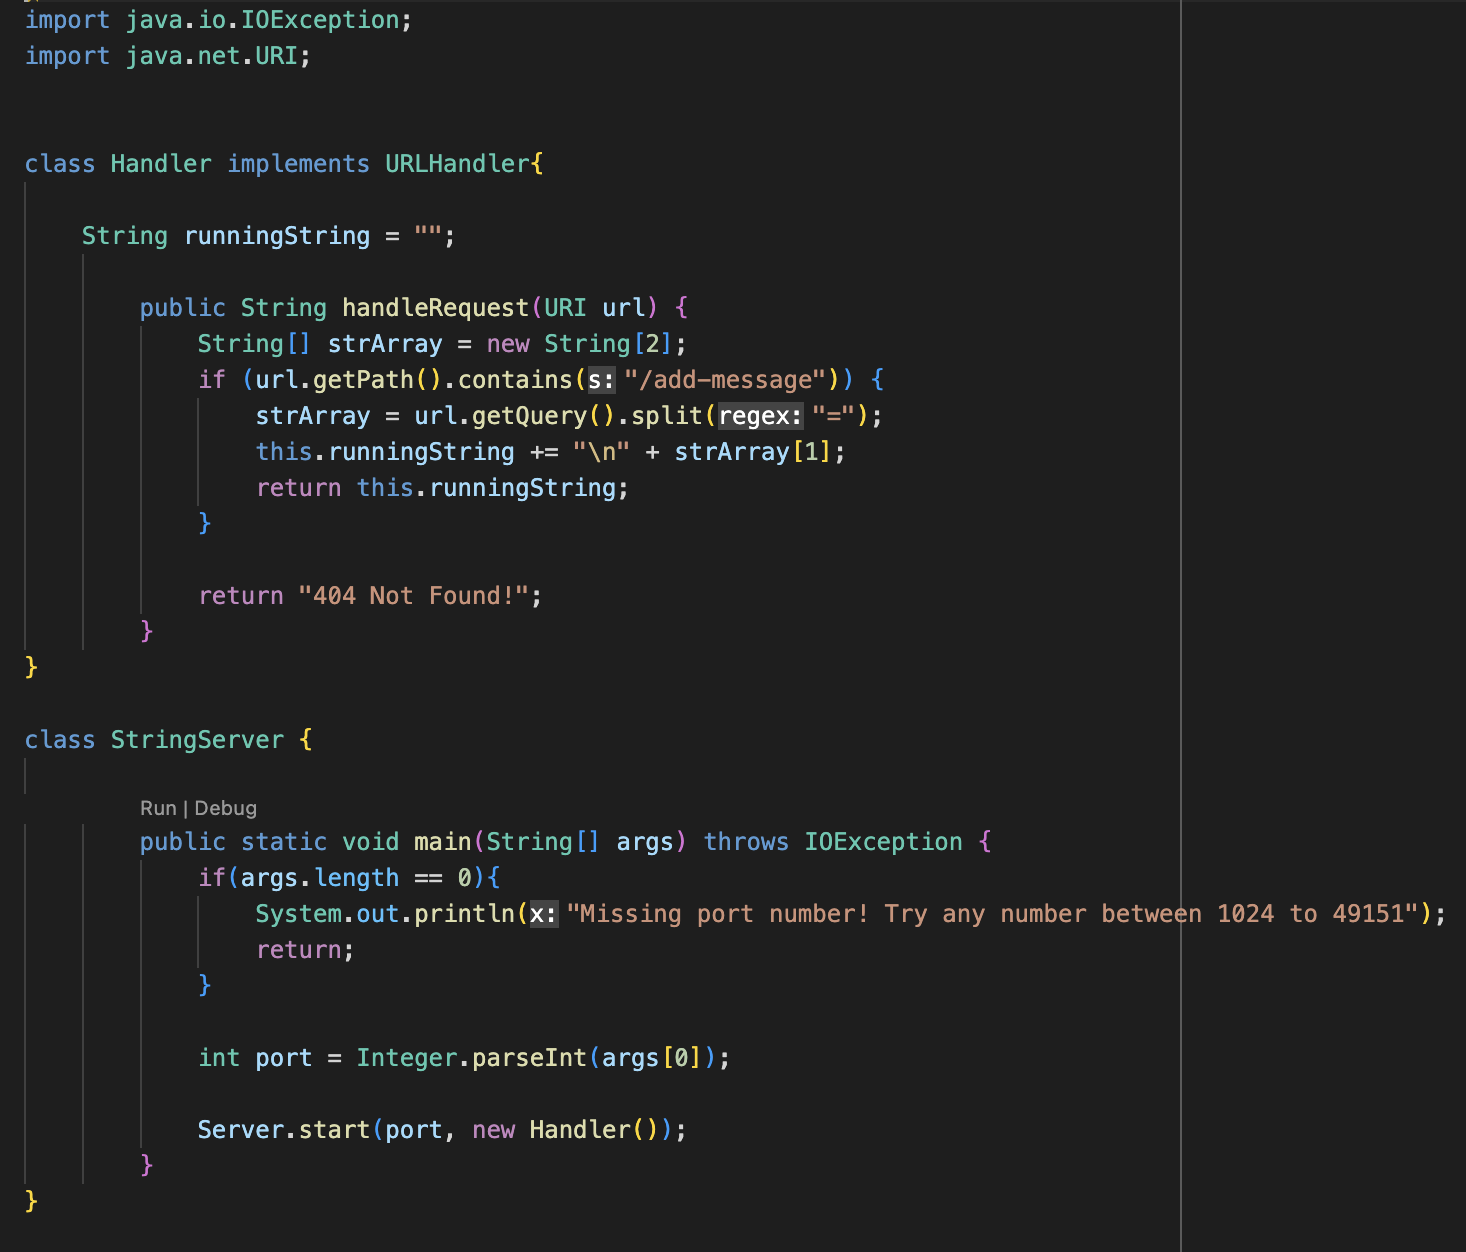 import java.io.IOException;
import java.net.URI;
class Handler implements URLHandler{
String runningString = "";
public String handleRequest(URI url) {
String[] strArray = new String[2];
if (url.getPath().contains(s: "/add-message")) {
strArray = url.getQuery().split(regex: "=");
this.runningString += "\n" + strArray[1];
return this.runningString;
}
return "404 Not Found!";
}
}
class StringServer {
Run | Debug
public static void main(String[] args) throws IOException {
if(args.length == 0){
System.out.println(x: "Missing port number! Try any number between 1024 to 49151");
return;
}
int port = Integer.parseInt(args[0]);
Server.start(port, new Handler());
}
}